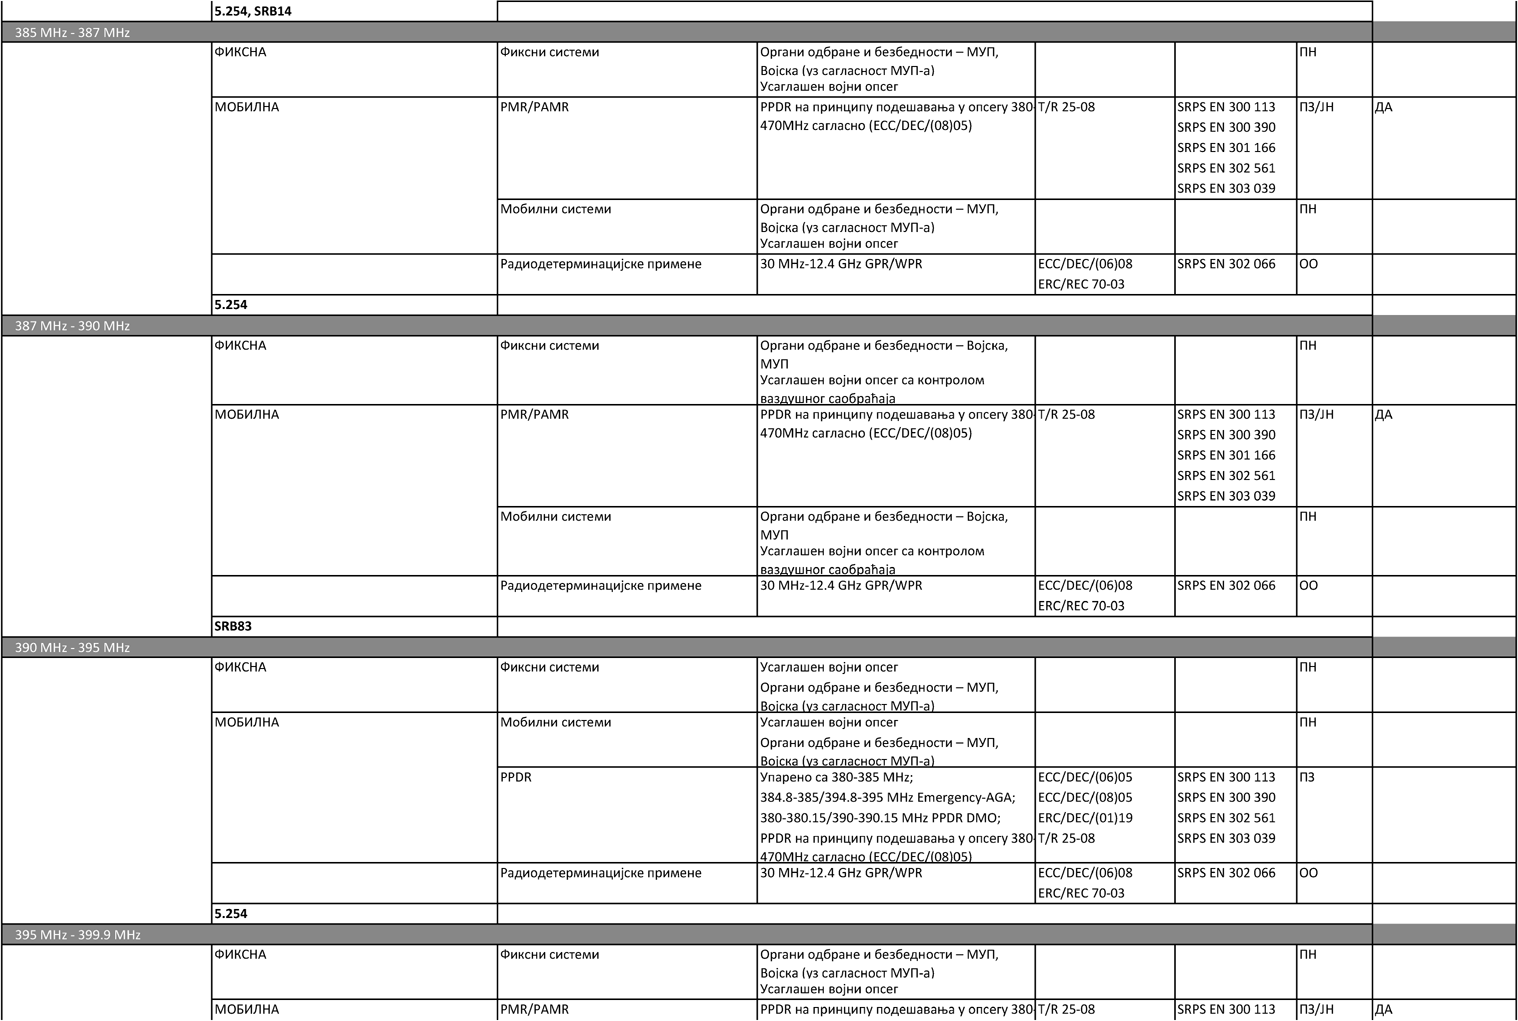 5.254, SRB14
385 MHz - 387 MHz
ФИКСНА Фиксни системи Органи одбране и безбедности – МУП, ПН
Војска (уз сагласност МУП-а)
Усаглашен војни опсег
МОБИЛНА PMR/PAMR PPDR на принципу подешавања у опсегу 380- T/R 25-08 SRPS EN 300 113 ПЗ/ЈН ДА
470MHz сагласно (ECC/DEC/(08)05) SRPS EN 300 390
SRPS EN 301 166
SRPS EN 302 561
SRPS EN 303 039
Мобилни системи Органи одбране и безбедности – МУП, ПН
Војска (уз сагласност МУП-а)
Усаглашен војни опсег
Радиодетерминацијске примене 30 MHz-12.4 GHz GPR/WPR ECC/DEC/(06)08 SRPS EN 302 066 ОО
ERC/REC 70-03
5.254
387 MHz - 390 MHz
ФИКСНА Фиксни системи Органи одбране и безбедности – Војска, ПН
МУП
Усаглашен војни опсег са контролом
ваздушног саобраћаја
МОБИЛНА PMR/PAMR PPDR на принципу подешавања у опсегу 380- T/R 25-08 SRPS EN 300 113 ПЗ/ЈН ДА
470MHz сагласно (ECC/DEC/(08)05) SRPS EN 300 390
SRPS EN 301 166
SRPS EN 302 561
SRPS EN 303 039
Мобилни системи Органи одбране и безбедности – Војска, ПН
МУП
Усаглашен војни опсег са контролом
ваздушног саобраћаја
Радиодетерминацијске примене 30 MHz-12.4 GHz GPR/WPR ECC/DEC/(06)08 SRPS EN 302 066 ОО
ERC/REC 70-03
SRB83
390 MHz - 395 MHz
ФИКСНА Фиксни системи Усаглашен војни опсег ПН
Органи одбране и безбедности – МУП,
Војска (уз сагласност МУП-а)
МОБИЛНА Мобилни системи Усаглашен војни опсег ПН
Органи одбране и безбедности – МУП,
Војска (уз сагласност МУП-а)
PPDR Упарено са 380-385 MHz; ECC/DEC/(06)05 SRPS EN 300 113 ПЗ
384.8-385/394.8-395 MHz Emergency-AGA; ECC/DEC/(08)05 SRPS EN 300 390
380-380.15/390-390.15 MHz PPDR DMO; ERC/DEC/(01)19 SRPS EN 302 561
PPDR на принципу подешавања у опсегу 380- T/R 25-08 SRPS EN 303 039
470MHz сагласно (ECC/DEC/(08)05)
Радиодетерминацијске примене 30 MHz-12.4 GHz GPR/WPR ECC/DEC/(06)08 SRPS EN 302 066 ОО
ERC/REC 70-03
5.254
395 MHz - 399.9 MHz
ФИКСНА Фиксни системи Органи одбране и безбедности – МУП, ПН
Војска (уз сагласност МУП-а)
Усаглашен војни опсег
МОБИЛНА PMR/PAMR PPDR на принципу подешавања у опсегу 380- T/R 25-08 SRPS EN 300 113 ПЗ/ЈН ДА